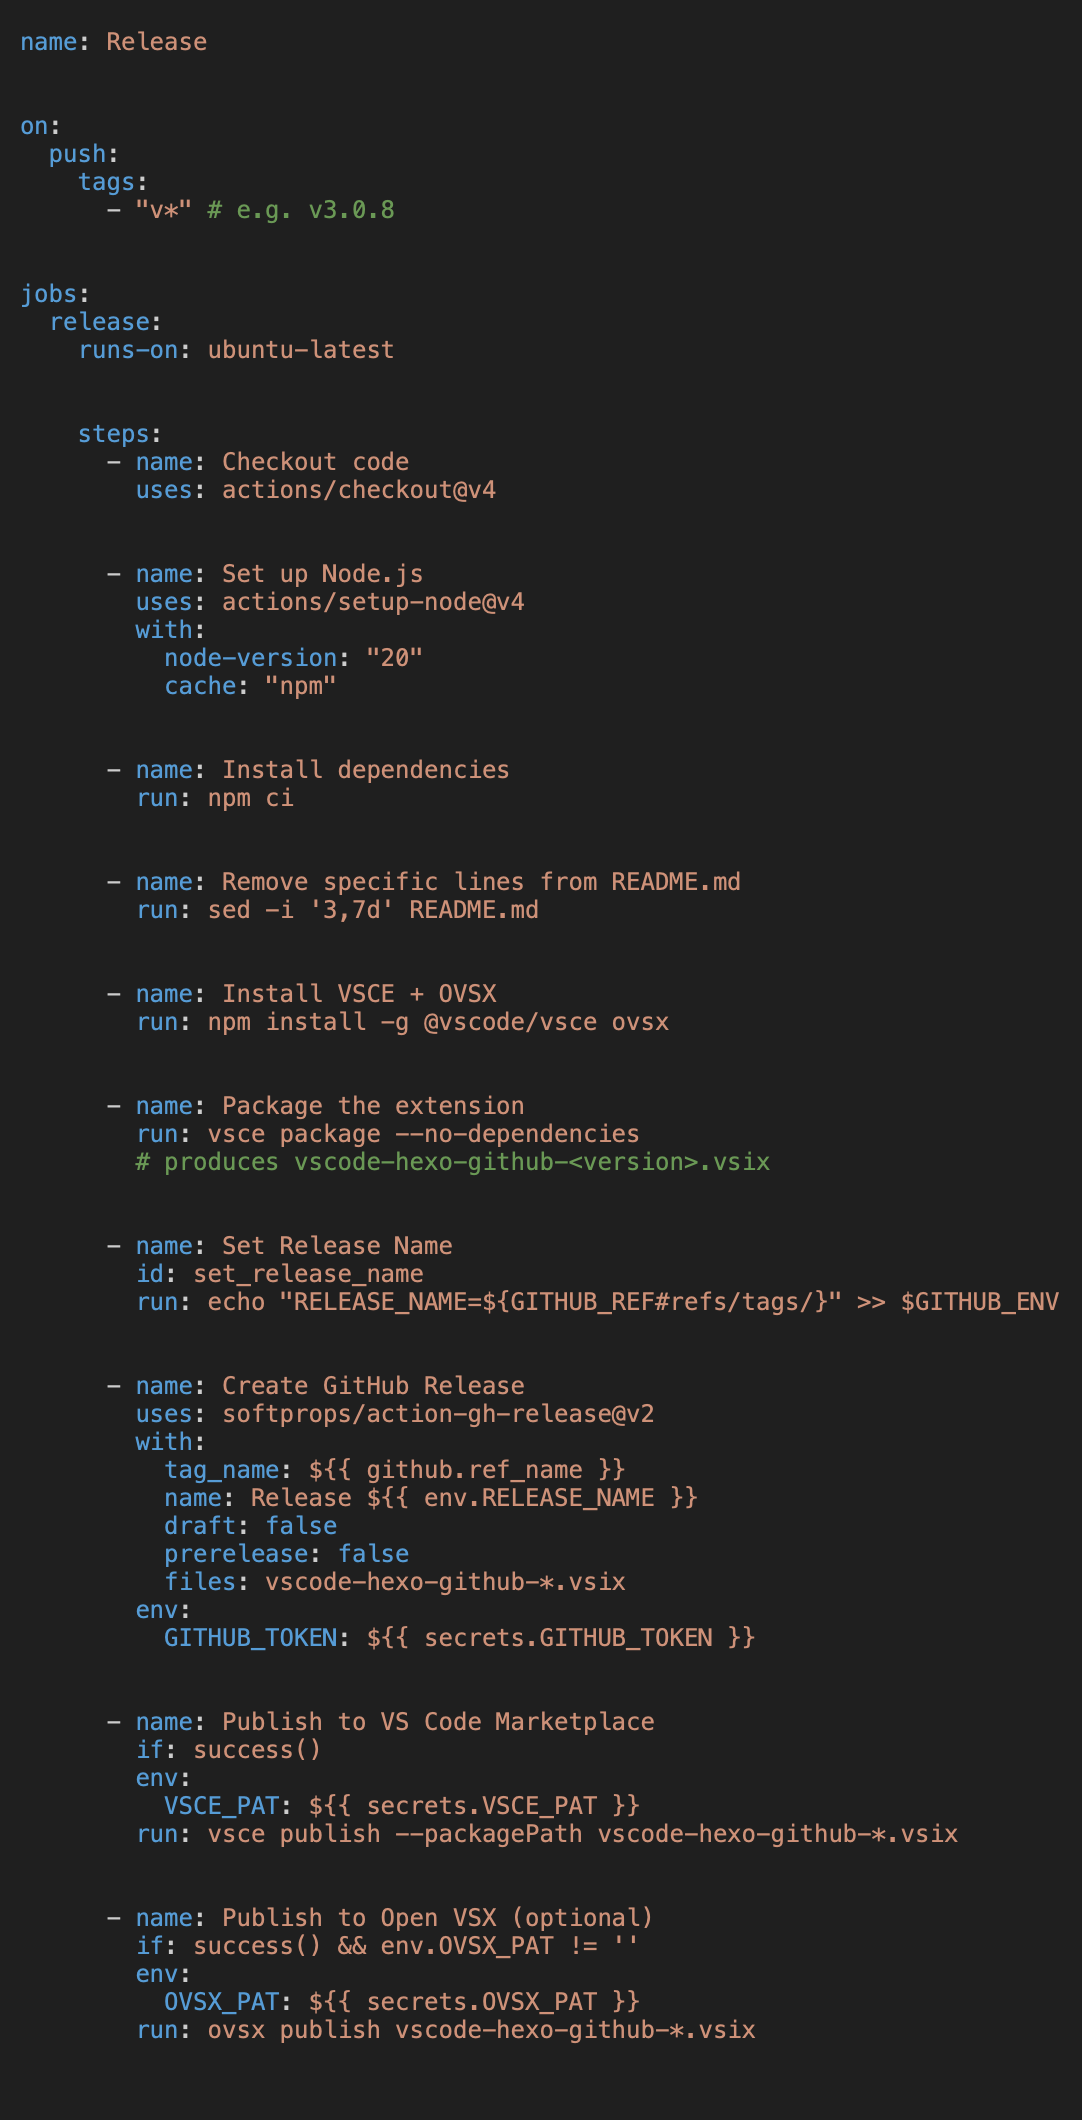 name: Release
on:
  push:
    tags:
      - "v*" # e.g. v3.0.8
jobs:
  release:
    runs-on: ubuntu-latest
    steps:
      - name: Checkout code
        uses: actions/checkout@v4
      - name: Set up Node.js
        uses: actions/setup-node@v4
        with:
          node-version: "20"
          cache: "npm"
      - name: Install dependencies
        run: npm ci
      - name: Remove specific lines from README.md
        run: sed -i '3,7d' README.md
      - name: Install VSCE + OVSX
        run: npm install -g @vscode/vsce ovsx
      - name: Package the extension
        run: vsce package --no-dependencies
        # produces vscode-hexo-github-<version>.vsix
      - name: Set Release Name
        id: set_release_name
        run: echo "RELEASE_NAME=${GITHUB_REF#refs/tags/}" >> $GITHUB_ENV
      - name: Create GitHub Release
        uses: softprops/action-gh-release@v2
        with:
          tag_name: ${{ github.ref_name }}
          name: Release ${{ env.RELEASE_NAME }}
          draft: false
          prerelease: false
          files: vscode-hexo-github-*.vsix
        env:
          GITHUB_TOKEN: ${{ secrets.GITHUB_TOKEN }}
      - name: Publish to VS Code Marketplace
        if: success()
        env:
          VSCE_PAT: ${{ secrets.VSCE_PAT }}
        run: vsce publish --packagePath vscode-hexo-github-*.vsix
      - name: Publish to Open VSX (optional)
        if: success() && env.OVSX_PAT != ''
        env:
          OVSX_PAT: ${{ secrets.OVSX_PAT }}
        run: ovsx publish vscode-hexo-github-*.vsix